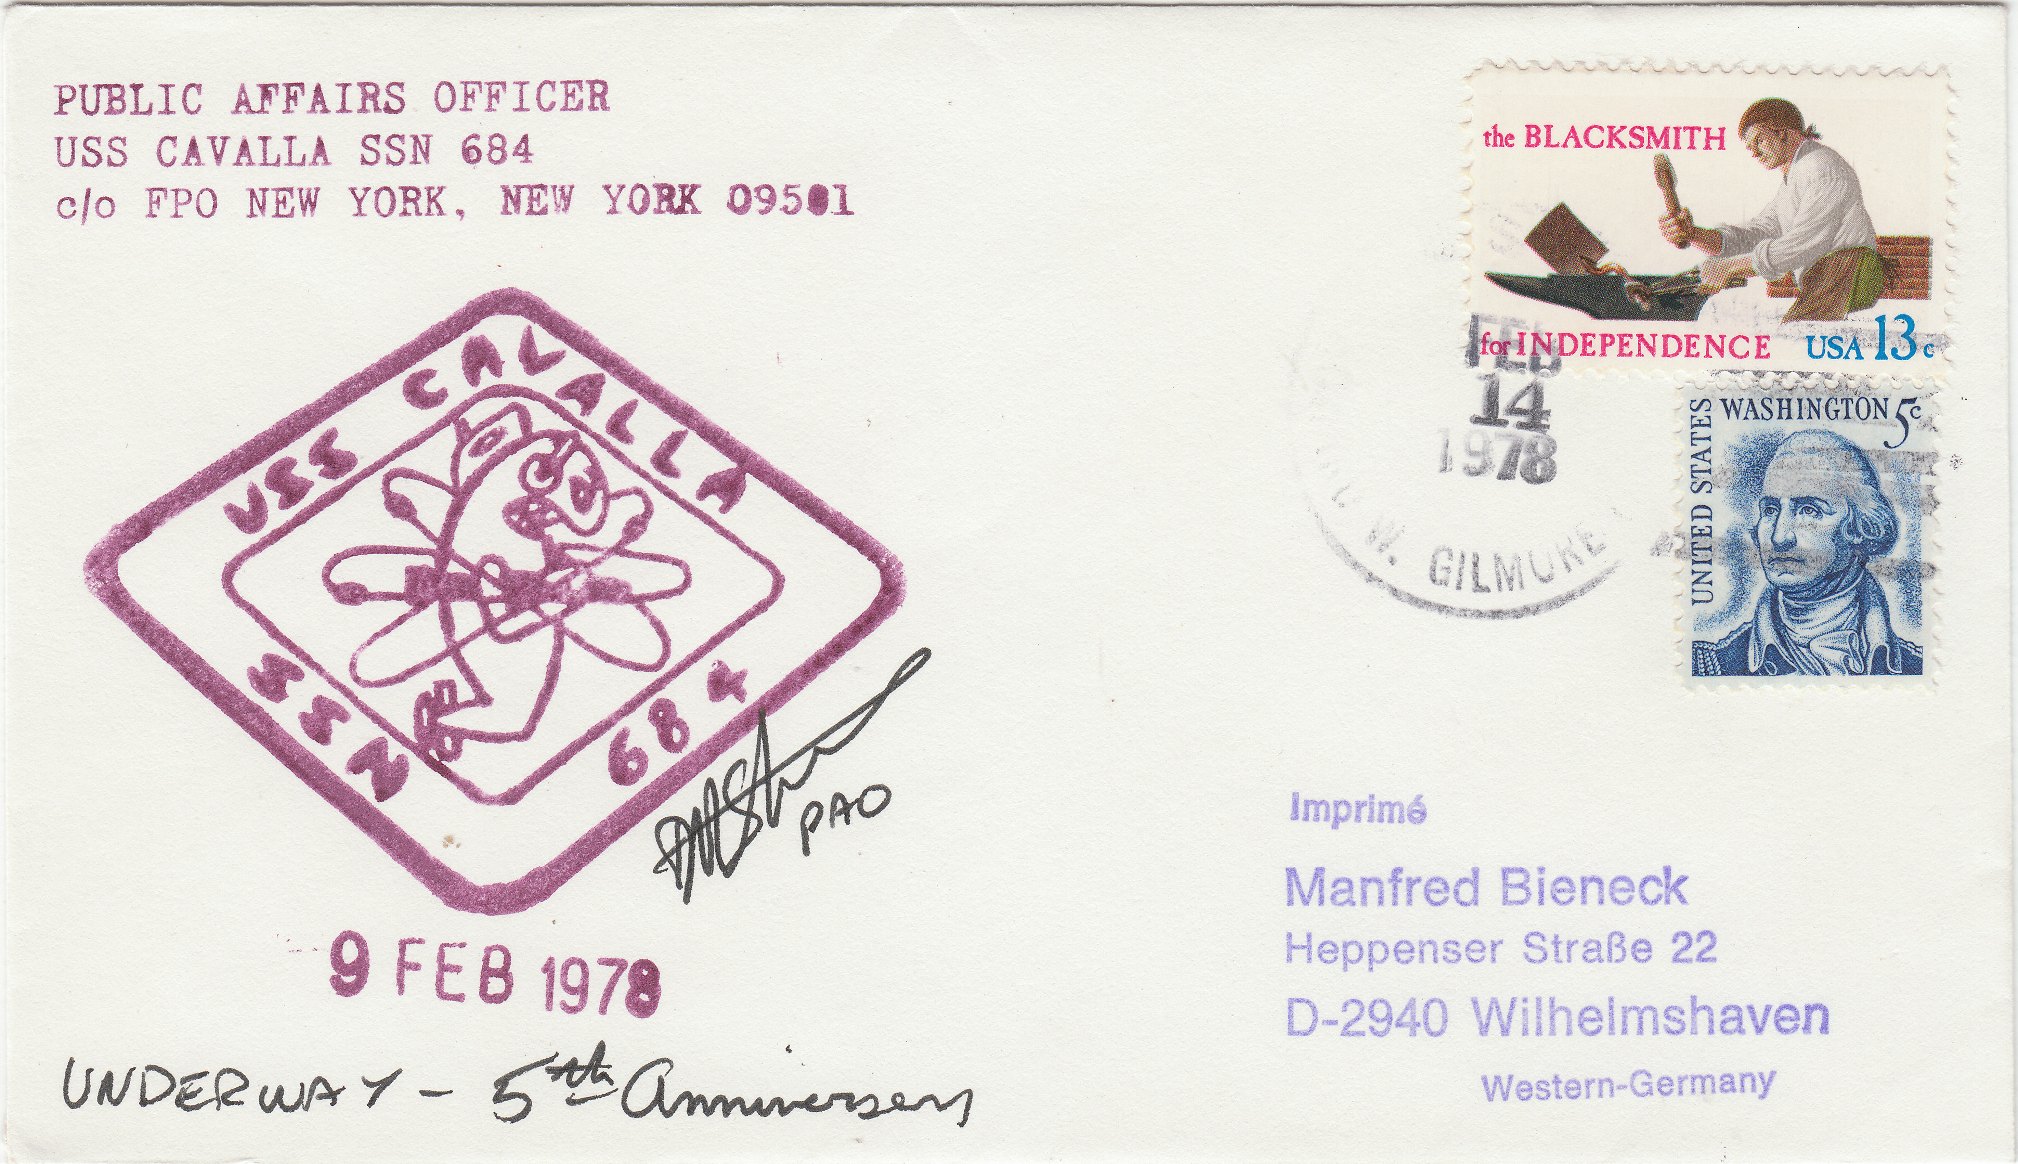 PUBLIC AFFAIRS OFFICER
USS CAVALLA SSN 684
c/o FPO NEW YORK, NEW YORK 09501
the BLACKSMITH
for INDEPENDENCE USA 13c
UNITED STATES
WASHINGTON 5c
FEB
14
1978
W. GILMORE
USS CAVALLA
SSN 684
PAO
9 FEB 1978
UNDERWAY - 5th Anniversery
Imprimé
Manfred Bieneck
Heppenser Straße 22
D-2940 Wilhelmshaven
Western-Germany